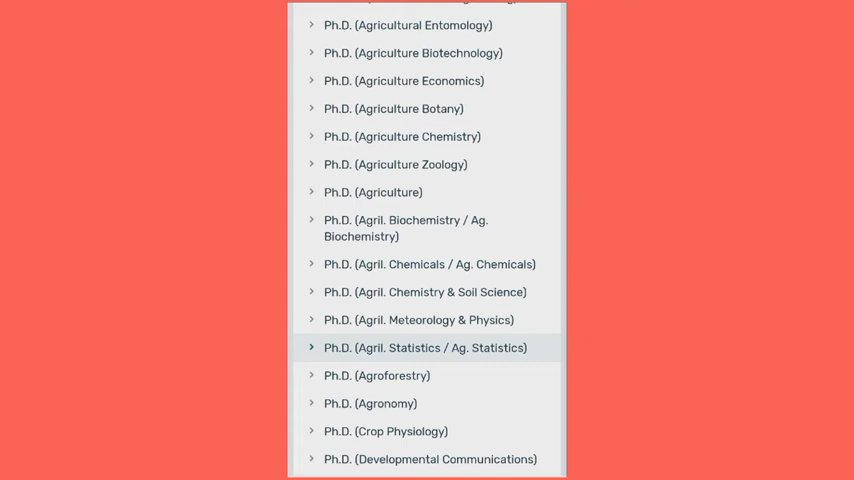 Ph.D. (Agricultural Entomology)
Ph.D. (Agriculture Biotechnology)
Ph.D. (Agriculture Economics)
Ph.D. (Agriculture Botany)
Ph.D. (Agriculture Chemistry)
Ph.D. (Agriculture Zoology)
Ph.D. (Agriculture)
Ph.D. (Agril. Biochemistry / Ag.
Biochemistry)
Ph.D. (Agril. Chemicals / Ag. Chemicals)
Ph.D. (Agril. Chemistry & Soil Science)
Ph.D. (Agril. Meteorology & Physics)
Ph.D. (Agril. Statistics / Ag. Statistics)
Ph.D. (Agroforestry)
Ph.D. (Agronomy)
Ph.D. (Crop Physiology)
Ph.D. (Developmental Communications)